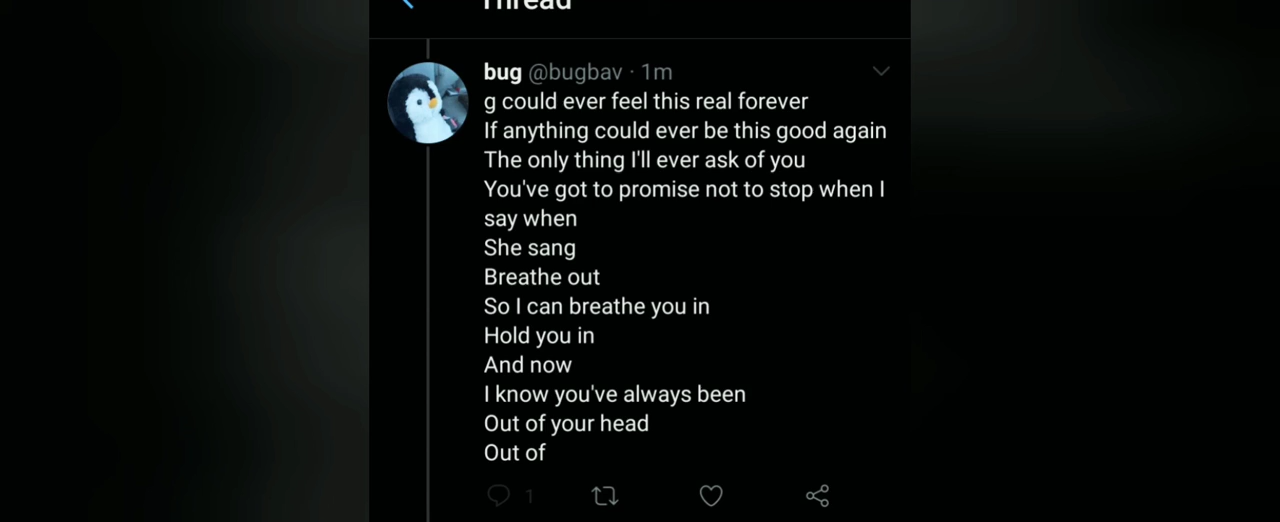 Thread
bug @bugbav · 1m
g could ever feel this real forever
If anything could ever be this good again
The only thing I'll ever ask of you
You've got to promise not to stop when I
say when
She sang
Breathe out
So I can breathe you in
Hold you in
And now
I know you've always been
Out of your head
Out of
1